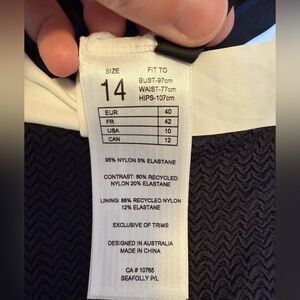 SIZE
14
FIT TO
BUST-97cm
WAIST-77cm
HIPS-107cm
EUR 40
FR 42
USA 10
CAN 12
95% NYLON 5% ELASTANE
CONTRAST: 80% RECYCLED
NYLON 20% ELASTANE
LINING: 88% RECYCLED NYLON
12% ELASTANE
EXCLUSIVE OF TRIMS
DESIGNED IN AUSTRALIA
MADE IN CHINA
CA # 10765
SEAFOLLY P/L